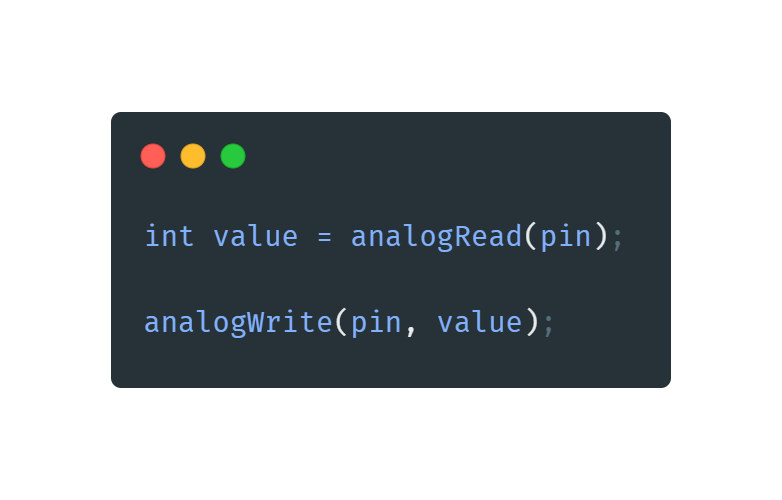 int value = analogRead(pin);
analogWrite(pin, value);